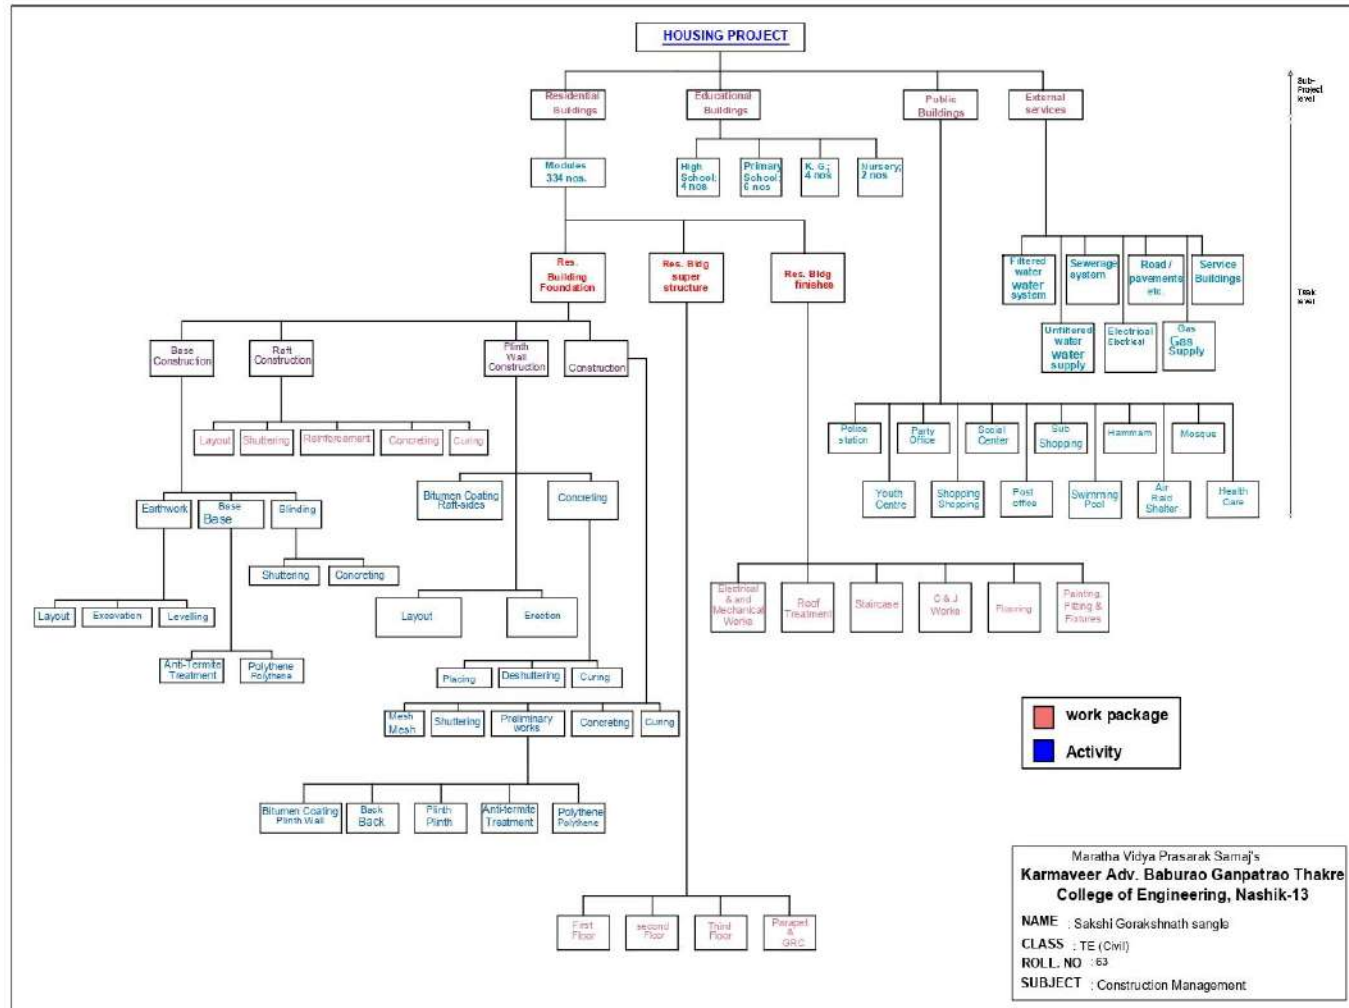 HOUSING PROJECT
Residential
Buildings
Educational
Buildings
Public
Buildings
External
services
Sub-
Project
level
Modules
334 nos.
High
School;
4 nos
Primary
School;
6 nos
K. G.;
4 nos
Nursery;
2 nos
Res.
Building
Foundation
Res. Bldg
super
structure
Res. Bldg
finishes
Filtered
water
water
system
Sewerage
system
Road /
pavements
etc.
Service
Buildings
level
Unfiltered
water
water
supply
Electrical
Electrical
Gas
Gas
Supply
Base
Construction
Raft
Construction
Plinth
Wall
Construction
Construction
Police
station
Party
Office
Social
Center
Sub
Shopping
Hammam
Mosque
Layout
Shuttering
Reinforcement
Concreting
Curing
Youth
Centre
Shopping
Shopping
Post
office
Swimming
Pool
Air
Raid
Shelter
Health
Care
Bitumen Coating
Raft-sides
Concreting
Earthwork
Base
Base
Blinding
Shuttering
Concreting
Layout
Excavation
Levelling
Layout
Erection
Electrical
& and
Mechanical
Works
Roof
Treatment
Staircase
C & J
Works
Flooring
Painting,
Fitting &
Fixtures
Anti-Termite
Treatment
Polythene
Polythene
Placing
Deshuttering
Curing
Mesh
Mesh
Shuttering
Preliminary
works
Concreting
Curing
work package
Activity
Bitumen Coating
Plinth Wall
Back
Back
Plinth
Plinth
Anti-termite
Treatment
Polythene
Polythene
First
Floor
second
Floor
Third
Floor
Parapet
&
GRC
Maratha Vidya Prasarak Samaj's
Karmaveer Adv. Baburao Ganpatrao Thakre
College of Engineering, Nashik-13
NAME : Sakshi Gorakshnath sangle
CLASS : TE (Civil)
ROLL. NO : 63
SUBJECT : Construction Management